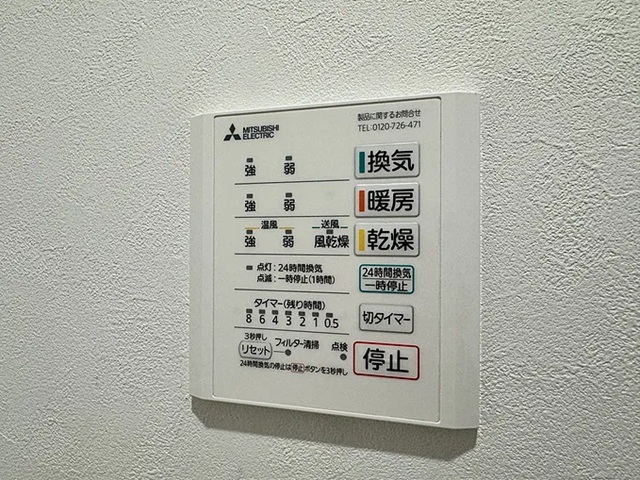 MITSUBISHI
ELECTRIC
製品に関するお問合せ
TEL:0120-726-471
強 弱 換気
強 弱 暖房
温風 送風
強 弱 風乾燥 乾燥
点灯:24時間換気
点滅:一時停止(1時間)
24時間換気
一時停止
タイマー(残り時間)
8 6 4 3 2 1 0.5
切タイマー
3秒押し
リセット フィルター清掃 点検
停止
24時間換気の停止は停止ボタンを3秒押し